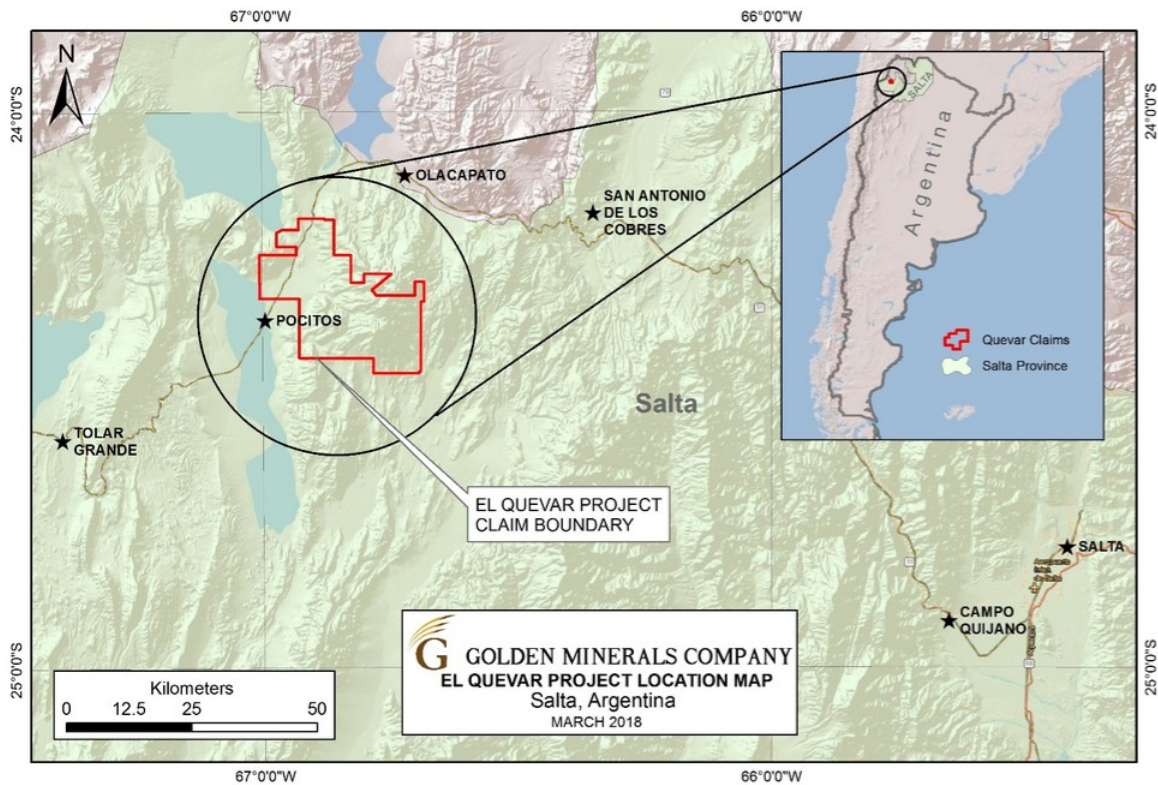 67°0'0"W
66°0'0"W
N
24°0'0"S
24°0'0"S
OLACAPATO
SAN ANTONIO
DE LOS
COBRES
POCITOS
TOLAR
GRANDE
Salta
EL QUEVAR PROJECT
CLAIM BOUNDARY
SALTA
Argentina
Quevar Claims
Salta Province
SALTA
CAMPO
QUIJANO
25°0'0"S
25°0'0"S
Kilometers
0 12.5 25 50
G GOLDEN MINERALS COMPANY
EL QUEVAR PROJECT LOCATION MAP
Salta, Argentina
MARCH 2018
67°0'0"W
66°0'0"W